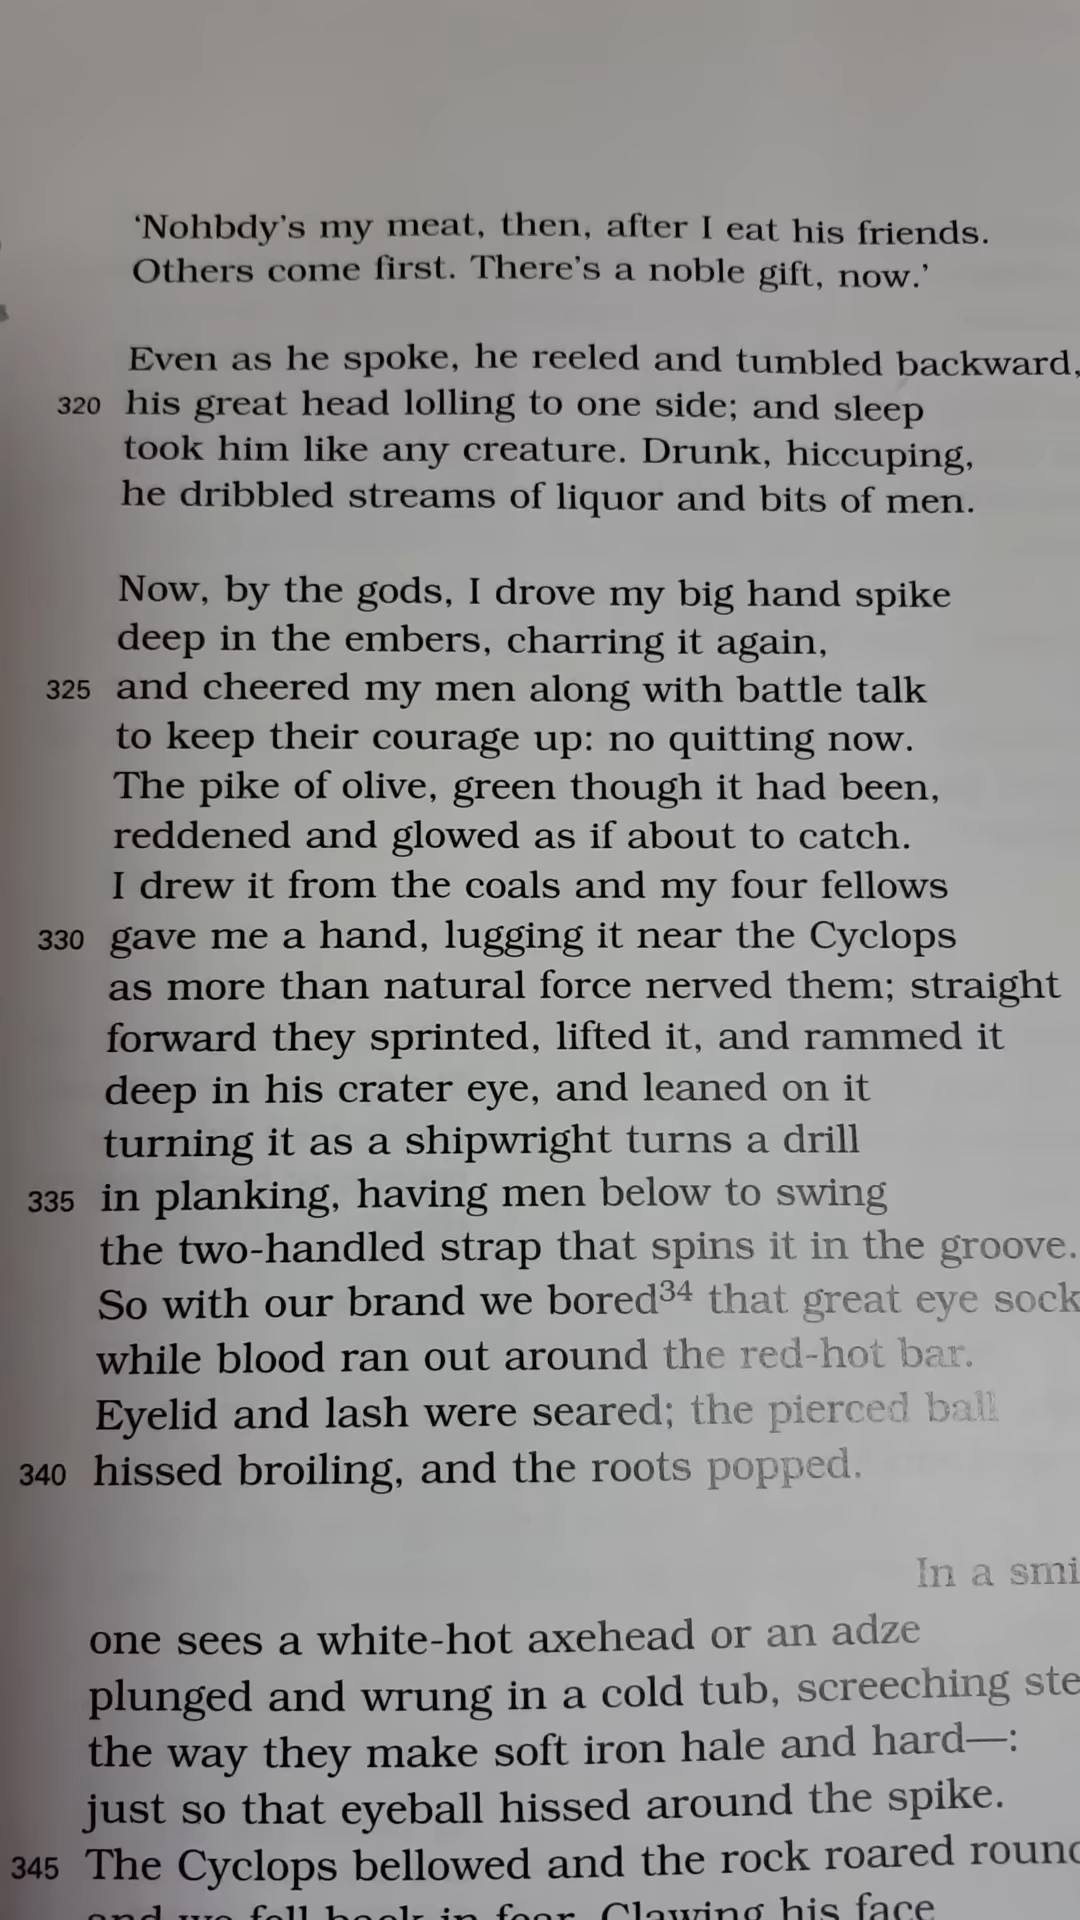 ‘Nohbdy’s my meat, then, after I eat his friends.
Others come first. There’s a noble gift, now.’
Even as he spoke, he reeled and tumbled backward,
320 his great head lolling to one side; and sleep
took him like any creature. Drunk, hiccuping,
he dribbled streams of liquor and bits of men.
Now, by the gods, I drove my big hand spike
deep in the embers, charring it again,
325 and cheered my men along with battle talk
to keep their courage up: no quitting now.
The pike of olive, green though it had been,
reddened and glowed as if about to catch.
I drew it from the coals and my four fellows
330 gave me a hand, lugging it near the Cyclops
as more than natural force nerved them; straight
forward they sprinted, lifted it, and rammed it
deep in his crater eye, and leaned on it
turning it as a shipwright turns a drill
335 in planking, having men below to swing
the two-handled strap that spins it in the groove.
So with our brand we bored34 that great eye sock
while blood ran out around the red-hot bar.
Eyelid and lash were seared; the pierced ball
340 hissed broiling, and the roots popped.
In a smi
one sees a white-hot axehead or an adze
plunged and wrung in a cold tub, screeching ste
the way they make soft iron hale and hard—:
just so that eyeball hissed around the spike.
345 The Cyclops bellowed and the rock roared round
and we fell back in fear. Clawing his face